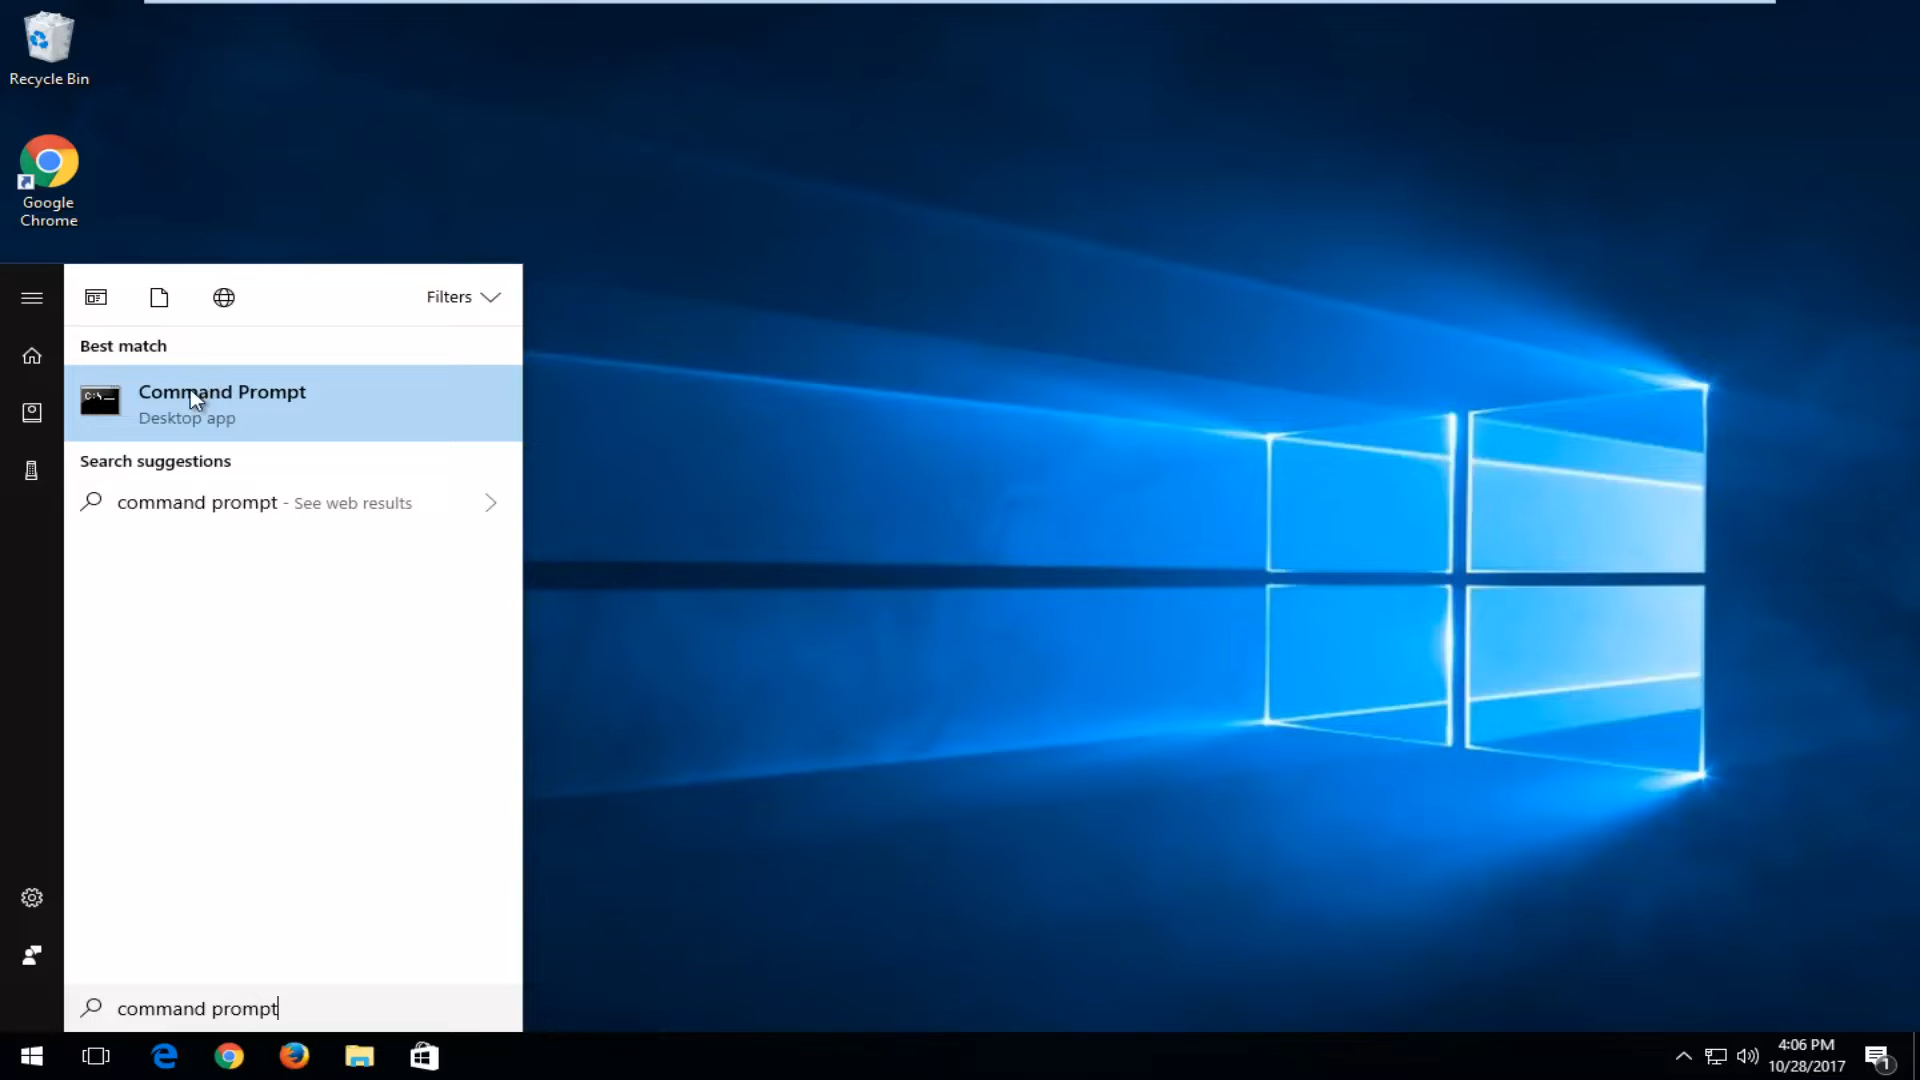 Recycle Bin
Google
Chrome
Filters
Best match
C:\
Command Prompt
Desktop app
Search suggestions
command prompt - See web results
command prompt
4:06 PM
10/28/2017
1